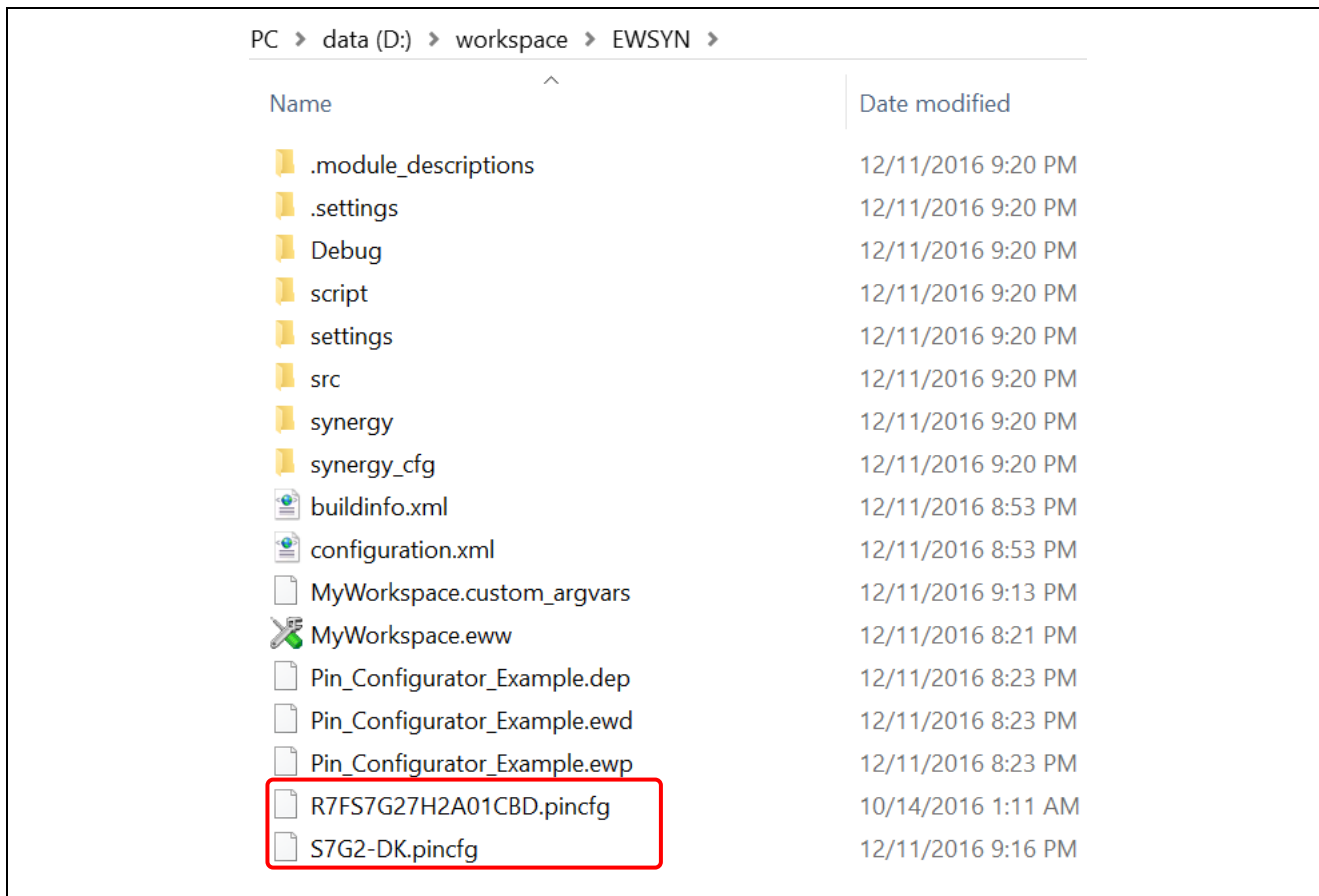 PC > data (D:) > workspace > EWSYN >
Name Date modified
.module_descriptions 12/11/2016 9:20 PM
.settings 12/11/2016 9:20 PM
Debug 12/11/2016 9:20 PM
script 12/11/2016 9:20 PM
settings 12/11/2016 9:20 PM
src 12/11/2016 9:20 PM
synergy 12/11/2016 9:20 PM
synergy_cfg 12/11/2016 9:20 PM
buildinfo.xml 12/11/2016 8:53 PM
configuration.xml 12/11/2016 8:53 PM
MyWorkspace.custom_argvars 12/11/2016 9:13 PM
MyWorkspace.eww 12/11/2016 8:21 PM
Pin_Configurator_Example.dep 12/11/2016 8:23 PM
Pin_Configurator_Example.ewd 12/11/2016 8:23 PM
Pin_Configurator_Example.ewp 12/11/2016 8:23 PM
R7FS7G27H2A01CBD.pincfg 10/14/2016 1:11 AM
S7G2-DK.pincfg 12/11/2016 9:16 PM